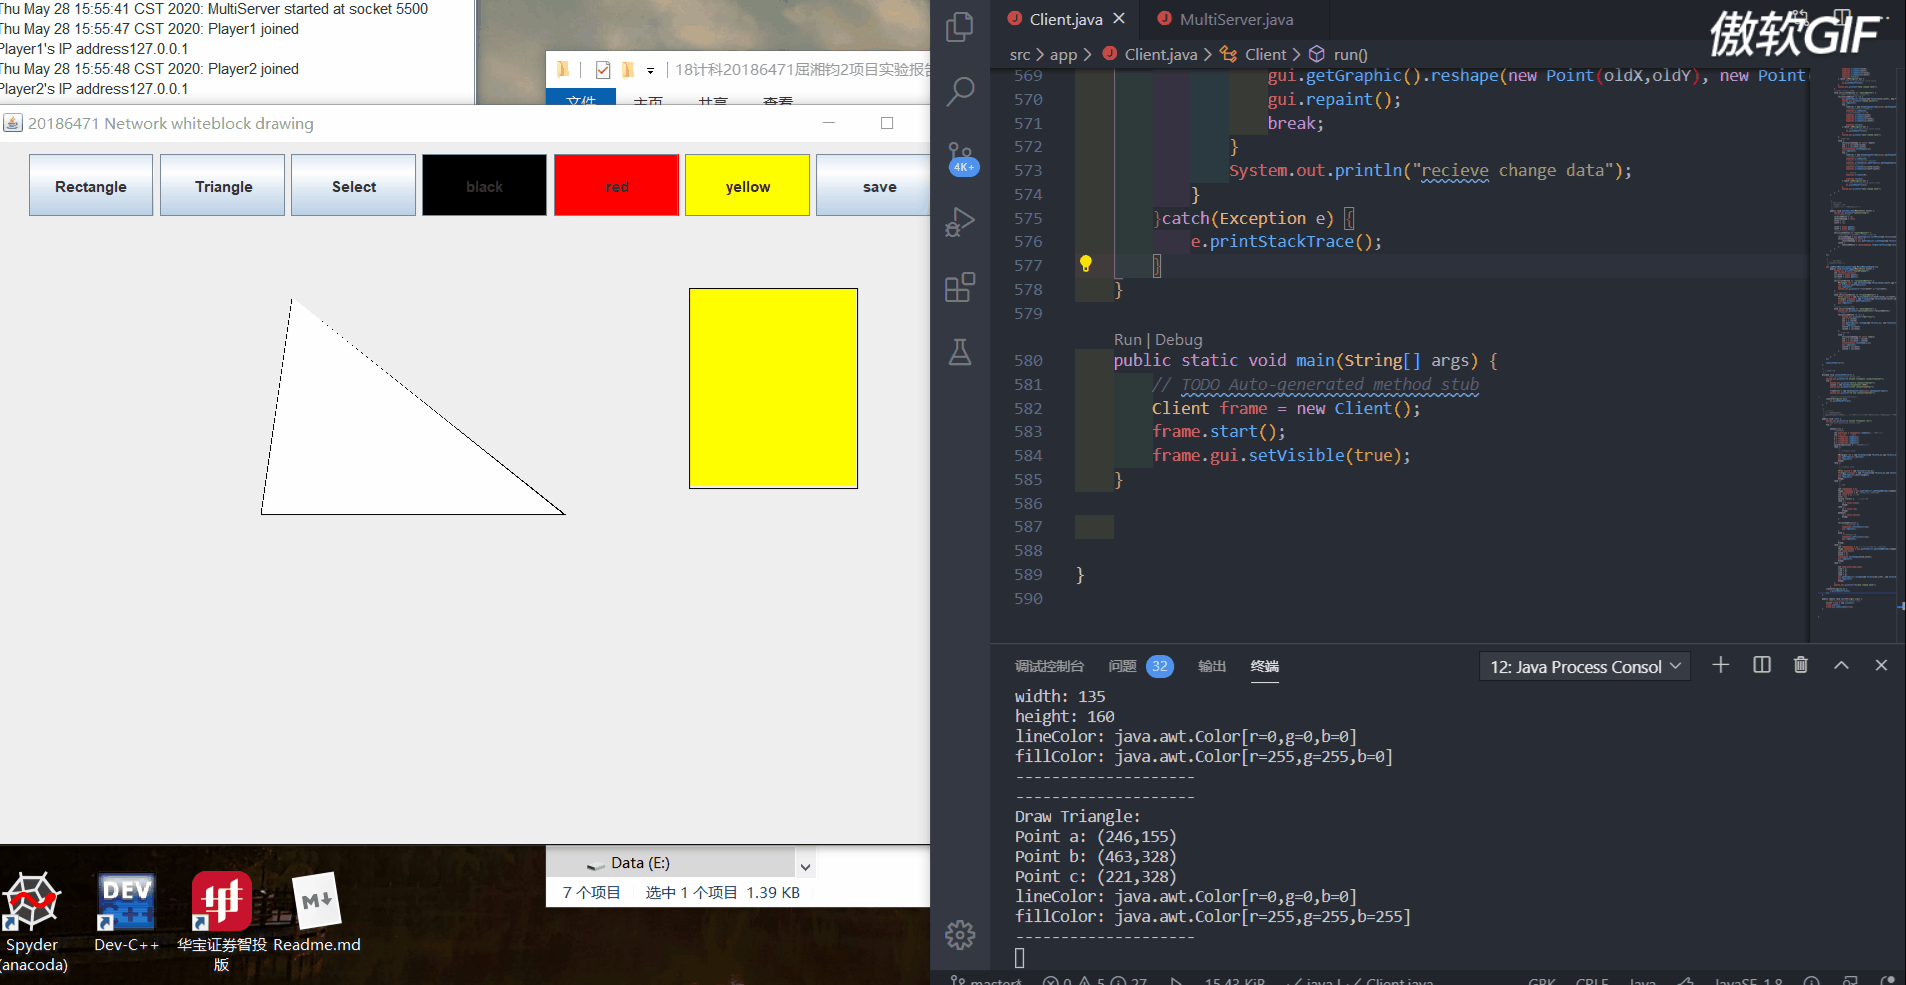 Thu May 28 15:55:41 CST 2020: MultiServer started at socket 5500
Thu May 28 15:55:47 CST 2020: Player1 joined
Player1's IP address127.0.0.1
Thu May 28 15:55:48 CST 2020: Player2 joined
Player2's IP address127.0.0.1
18计科20186471屈湘钧2项目实验报告
文件 主页 共享 查看
20186471 Network whiteblock drawing
Rectangle
Triangle
Select
black
red
yellow
save
Data (E:)
7 个项目 选中 1 个项目 1.39 KB
Spyder
(anacoda)
DEV
Dev-C++
华宝证券智投
版
M
Readme.md
4K+
Client.java
MultiServer.java
傲软GIF
src > app > Client.java > Client > run()
569 gui.getGraphic().reshape(new Point(oldX,oldY), new Point(
570 gui.repaint();
571 break;
572 }
573 System.out.println("recieve change data");
574 }
575 }catch(Exception e) {
576 e.printStackTrace();
577 }
578 }
579
Run | Debug
580 public static void main(String[] args) {
581 // TODO Auto-generated method stub
582 Client frame = new Client();
583 frame.start();
584 frame.gui.setVisible(true);
585 }
586
587
588
589 }
590
调试控制台 问题 32 输出 终端
12: Java Process Consol
width: 135
height: 160
lineColor: java.awt.Color[r=0,g=0,b=0]
fillColor: java.awt.Color[r=255,g=255,b=0]
--------------------
--------------------
Draw Triangle:
Point a: (246,155)
Point b: (463,328)
Point c: (221,328)
lineColor: java.awt.Color[r=0,g=0,b=0]
fillColor: java.awt.Color[r=255,g=255,b=255]
--------------------
master* 0 5 27 15.43 KiB java | Client.java GBK CRLF Java JavaSE-1.8